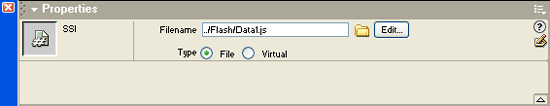 Properties
SSI
Filename ../Flash/Data1.js Edit...
Type File Virtual